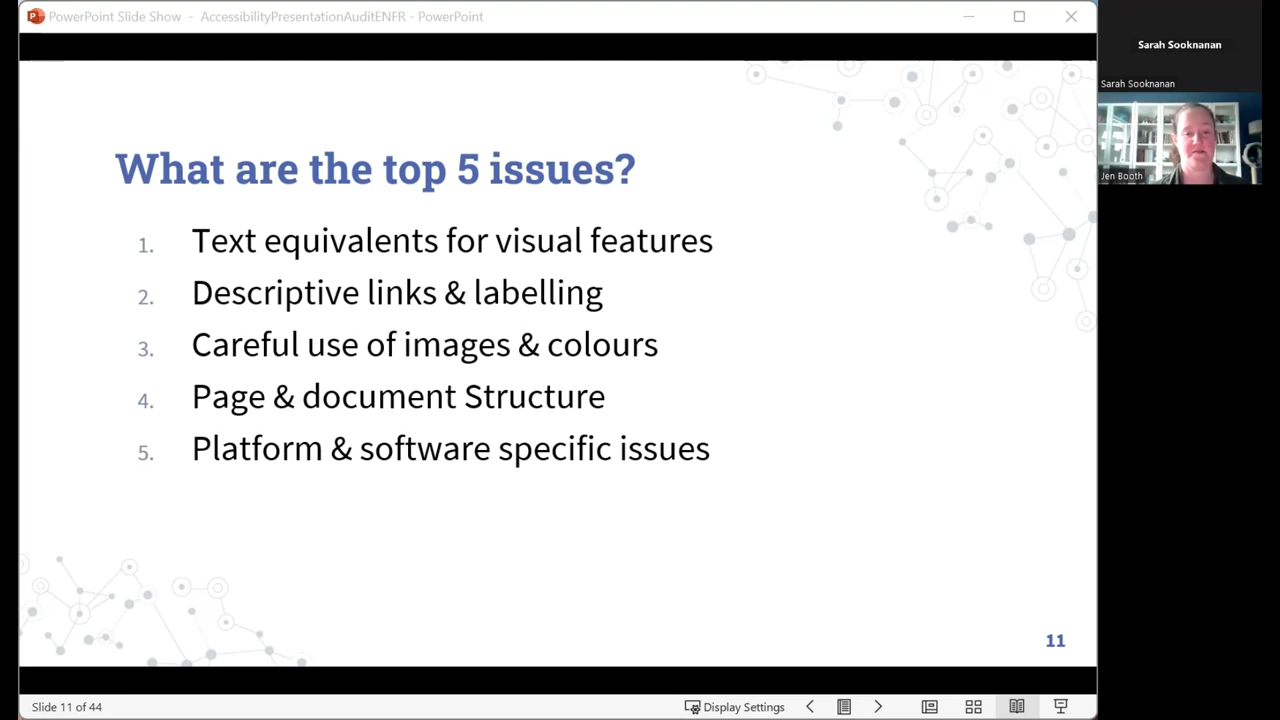 PowerPoint Slide Show - AccessibilityPresentationAuditENFR - PowerPoint
Sarah Sooknanan
Sarah Sooknanan
Jen Booth
What are the top 5 issues?
1. Text equivalents for visual features
2. Descriptive links & labelling
3. Careful use of images & colours
4. Page & document Structure
5. Platform & software specific issues
11
Slide 11 of 44
Display Settings